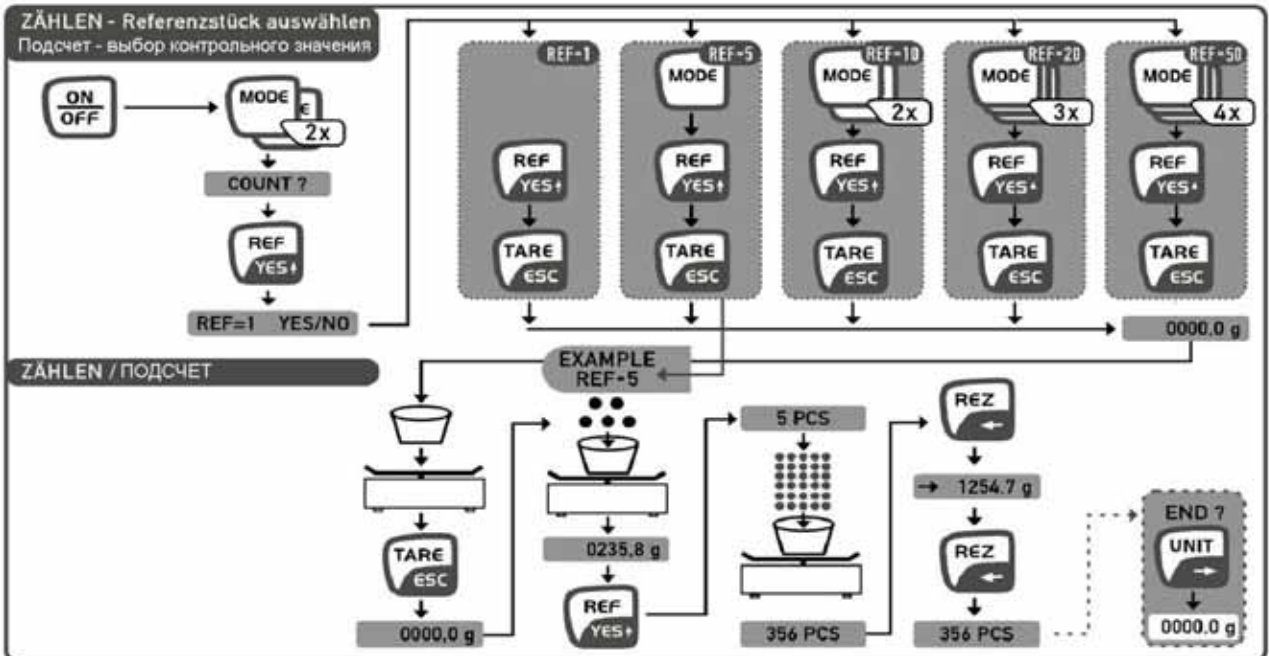 ZÄHLEN - Referenzstück auswählen
Подсчет - выбор контрольного значения
ON
OFF
MODE
2x
COUNT ?
REF
YES
REF=1 YES/NO
REF-1
REF
YES
TARE
ESC
REF-5
MODE
REF
YES
TARE
ESC
REF-10
MODE
2x
REF
YES
TARE
ESC
REF-20
MODE
3x
REF
YES
TARE
ESC
REF-50
MODE
4x
REF
YES
TARE
ESC
0000.0 g
ZÄHLEN / ПОДСЧЕТ
TARE
ESC
0000,0 g
EXAMPLE
REF-5
0235,8 g
REF
YES
5 PCS
356 PCS
REZ
1254.7 g
REZ
356 PCS
END ?
UNIT
0000.0 g